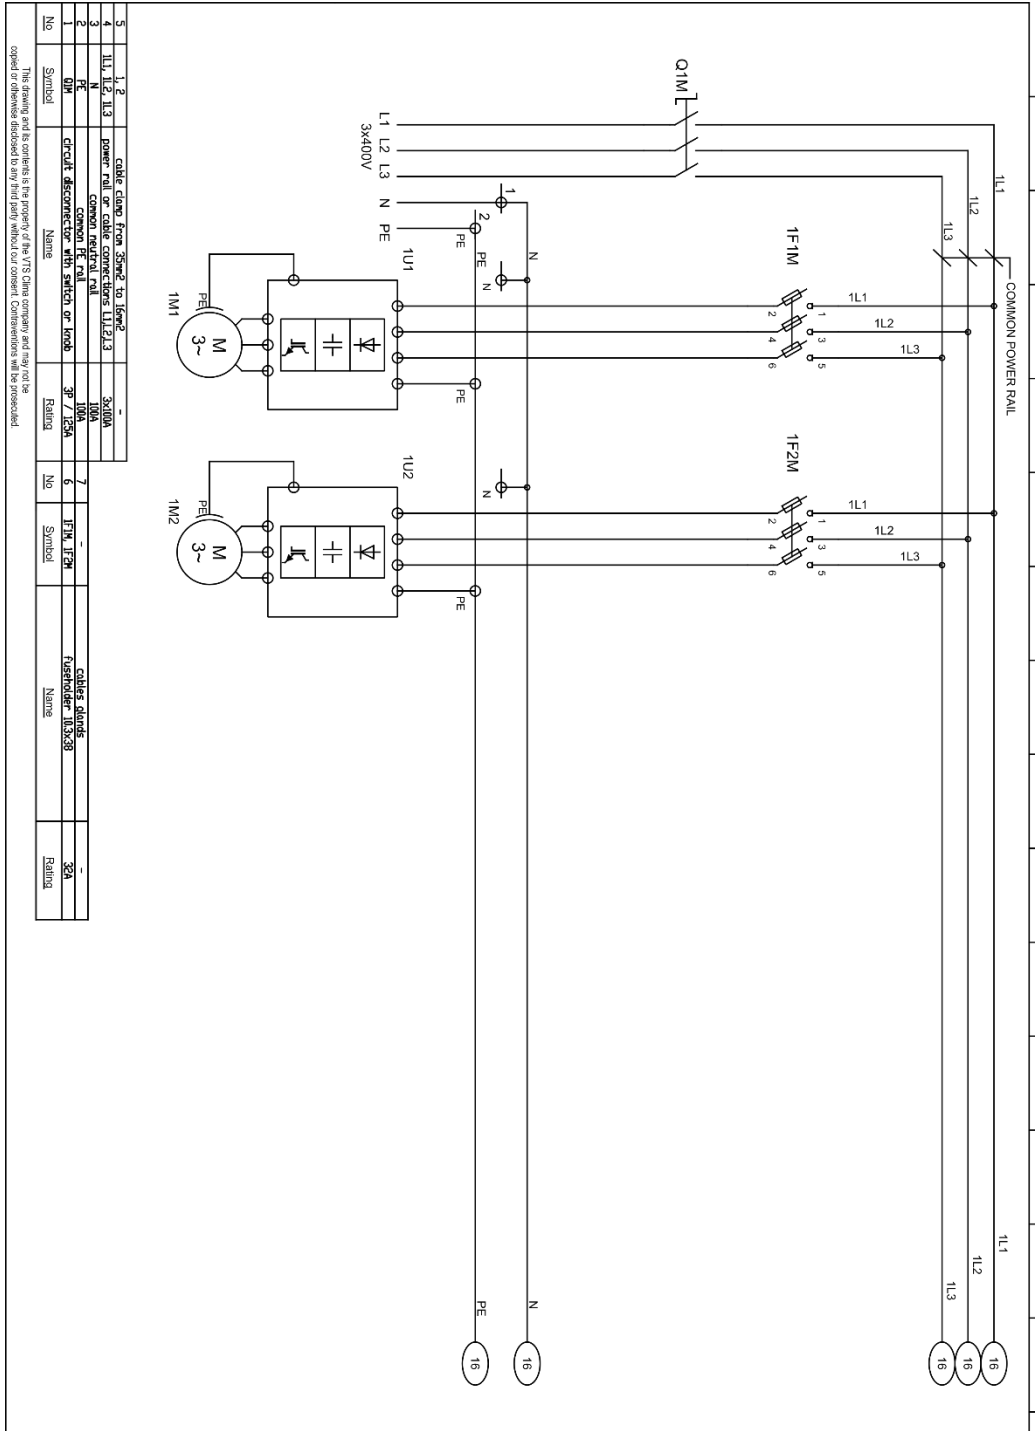 Q1M
L1
L2
L3
3x400V
N
PE
1
2
PE
PE
N
N
1L1
1L2
1L3
COMMON POWER RAIL
1F1M
1L1
1L2
1L3
1
2
3
4
5
6
1U1
PE
PE
M
3~
1M1
1F2M
1L1
1L2
1L3
1
2
3
4
5
6
N
1U2
PE
PE
M
3~
1M2
1L1
1L2
1L3
N
PE
16
16
16
16
16
5 1, 2 cable clamp from 35mm2 to 16mm2 -
4 1L1, 1L2, 1L3 power rail or cable connections L1,L2,L3 3x100A
3 N common neutral rail 100A
2 PE common PE rail 100A 7 - cables glands -
1 Q1M circuit disconnector with switch or knob 3P / 125A 6 1F1M, 1F2M fuseholder 10.3x38 32A
No Symbol Name Rating No Symbol Name Rating
This drawing and its contents is the property of the VTS Clima company and may not be
copied or otherwise disclosed to any third party without our consent. Contraventions will be prosecuted.